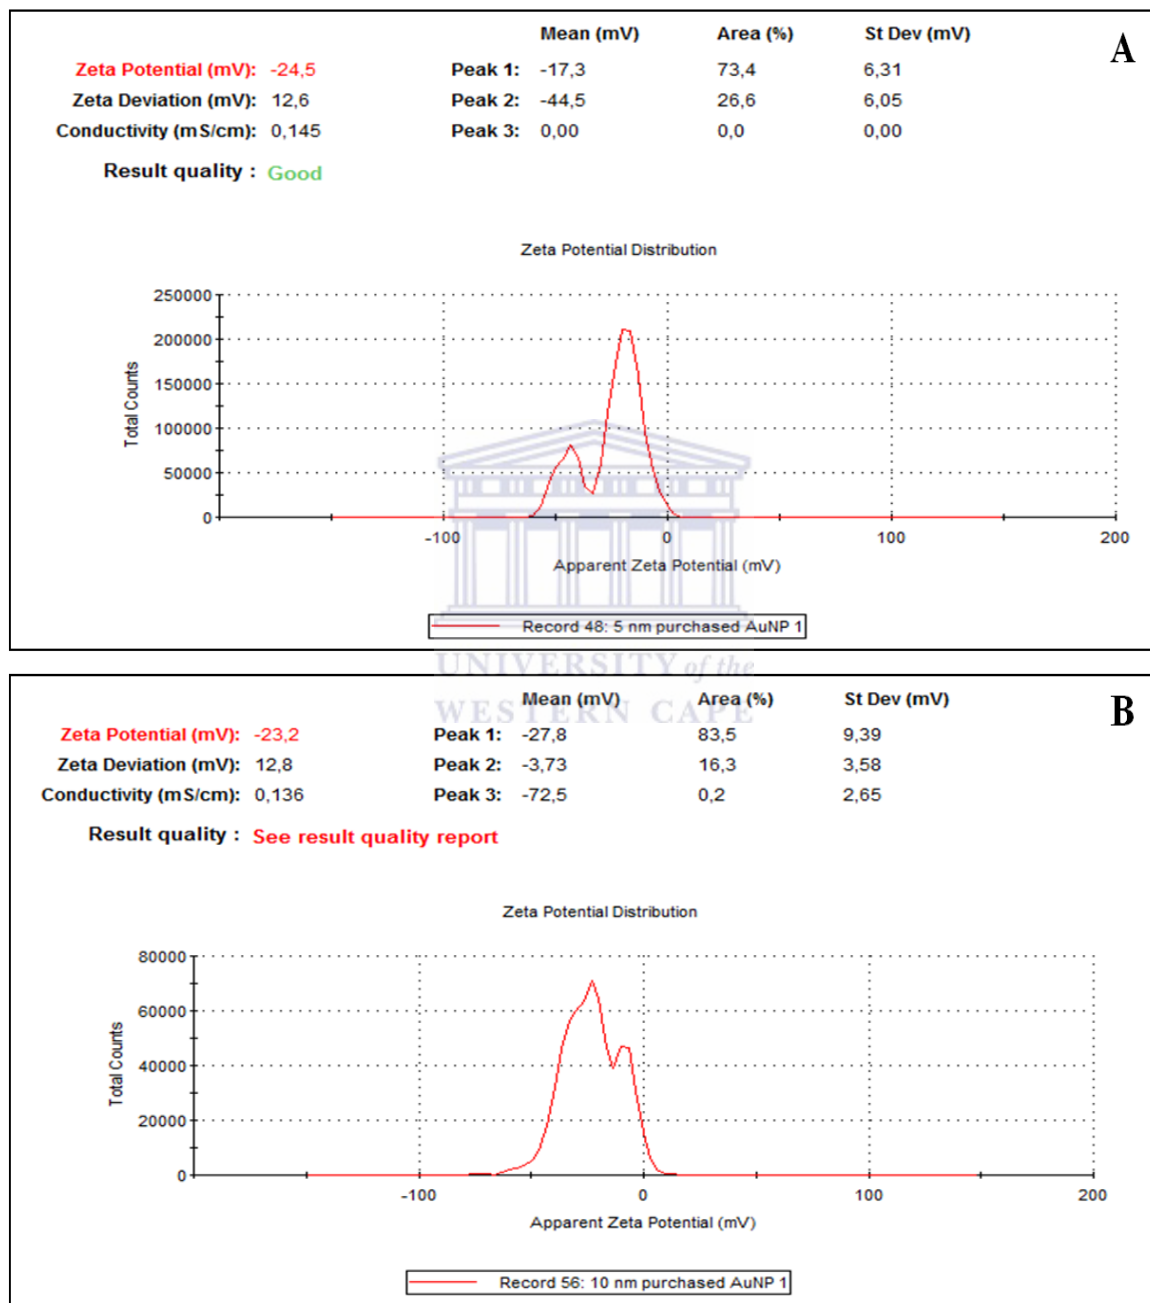 Mean (mV) Area (%) St Dev (mV)
A
Zeta Potential (mV): -24,5 Peak 1: -17,3 73,4 6,31
Zeta Deviation (mV): 12,6 Peak 2: -44,5 26,6 6,05
Conductivity (mS/cm): 0,145 Peak 3: 0,00 0,0 0,00
Result quality : Good
Zeta Potential Distribution
250000
200000
150000
100000
50000
0
Total Counts
-100 0 100 200
Apparent Zeta Potential (mV)
Record 48: 5 nm purchased AuNP 1
UNIVERSITY of the
WESTERN CAPE
Mean (mV) Area (%) St Dev (mV)
B
Zeta Potential (mV): -23,2 Peak 1: -27,8 83,5 9,39
Zeta Deviation (mV): 12,8 Peak 2: -3,73 16,3 3,58
Conductivity (mS/cm): 0,136 Peak 3: -72,5 0,2 2,65
Result quality : See result quality report
Zeta Potential Distribution
80000
60000
40000
20000
0
Total Counts
-100 0 100 200
Apparent Zeta Potential (mV)
Record 56: 10 nm purchased AuNP 1